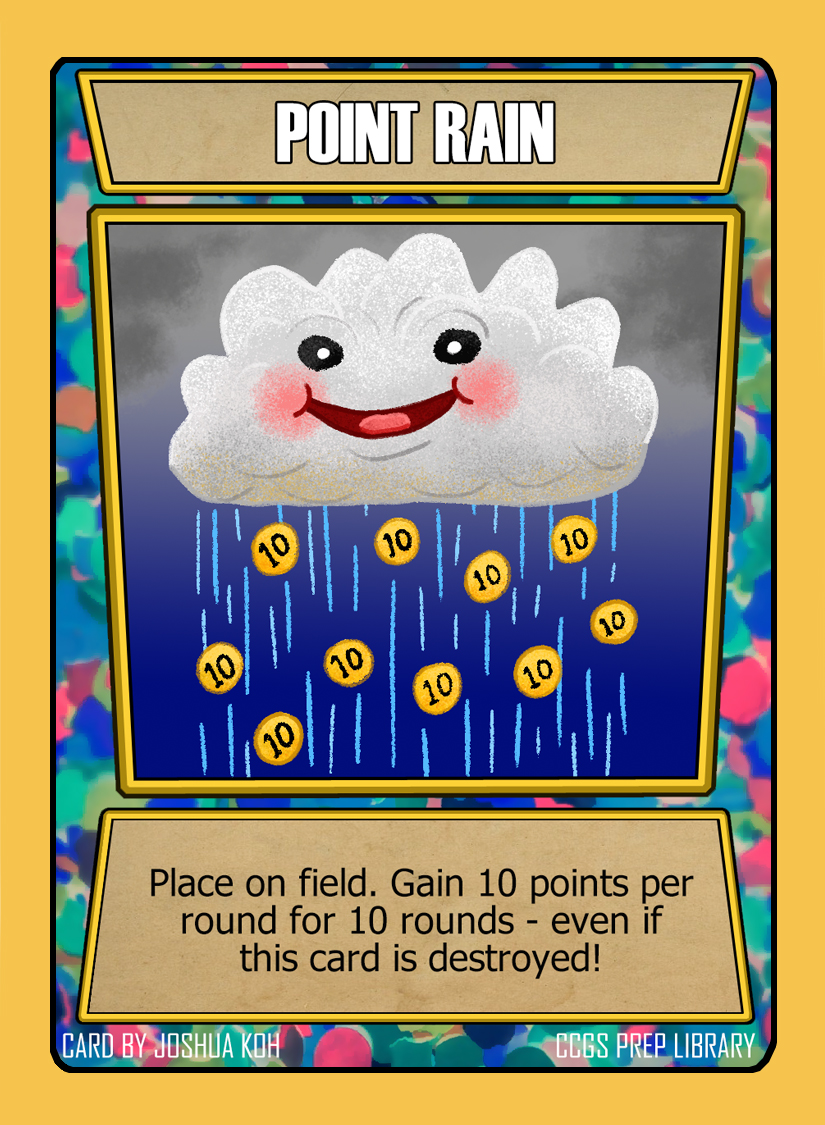 POINT RAIN
10
10
10
10
10
10
10
10
10
10
Place on field. Gain 10 points per
round for 10 rounds - even if
this card is destroyed!
CARD BY JOSHUA KOH
CCGS PREP LIBRARY